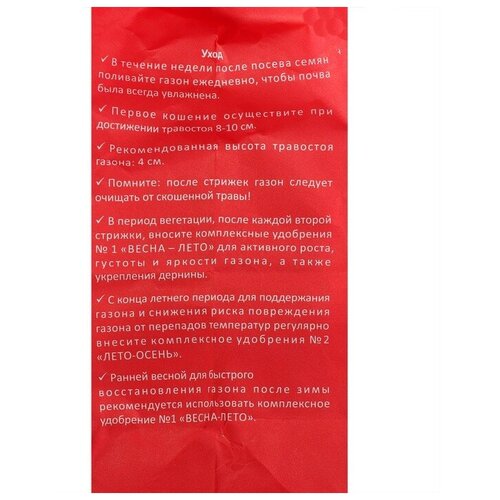 Уход
✓ В течение недели после посева семян
поливайте газон ежедневно, чтобы почва
была всегда увлажнена.
✓ Первое кошение осуществите при
достижении травостоя 8-10 см.
✓ Рекомендованная высота травостоя
газона: 4 см.
✓ Помните: после стрижек газон следует
очищать от скошенной травы!
✓ В период вегетации, после каждой второй
стрижки, вносите комплексные удобрения
№ 1 «ВЕСНА – ЛЕТО» для активного роста,
густоты и яркости газона, а также
укрепления дернины.
✓ С конца летнего периода для поддержания
газона и снижения риска повреждений
газона от перепадов температур регулярно
внесите комплексное удобрения №2
«ЛЕТО-ОСЕНЬ».
✓ Ранней весной для быстрого
восстановления газона после зимы
рекомендуется использовать комплексное
удобрение №1 «ВЕСНА-ЛЕТО».